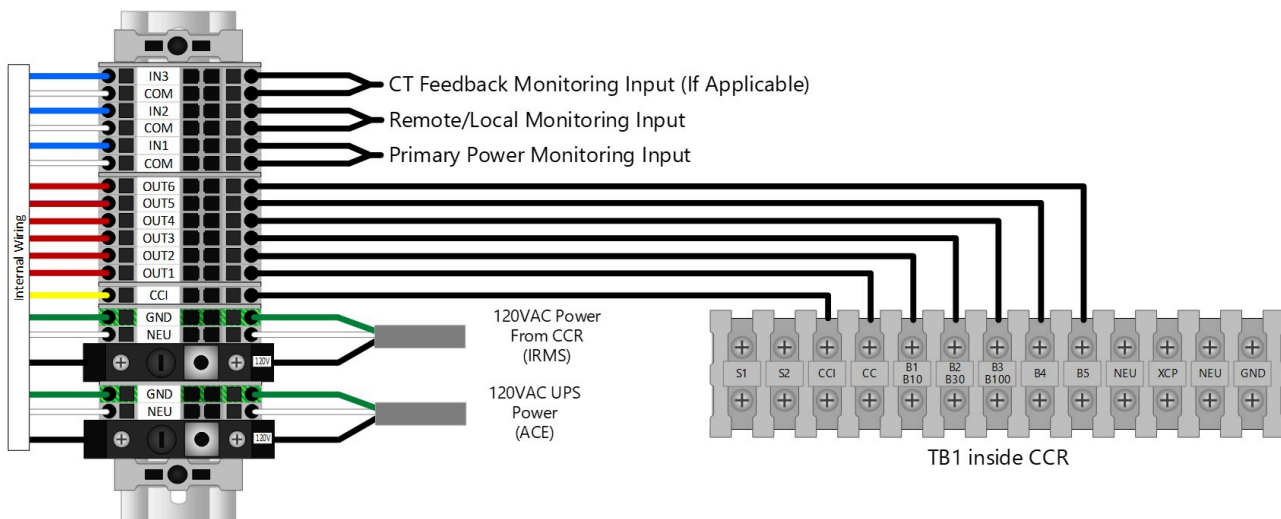 Internal Wiring
IN3
COM
IN2
COM
IN1
COM
OUT6
OUT5
OUT4
OUT3
OUT2
OUT1
CCI
GND
NEU
120V
GND
NEU
120V
CT Feedback Monitoring Input (If Applicable)
Remote/Local Monitoring Input
Primary Power Monitoring Input
120VAC Power
From CCR
(IRMS)
120VAC UPS
Power
(ACE)
S1
S2
CCI
CC
B1
B10
B2
B30
B3
B100
B4
B5
NEU
XCP
NEU
GND
TB1 inside CCR